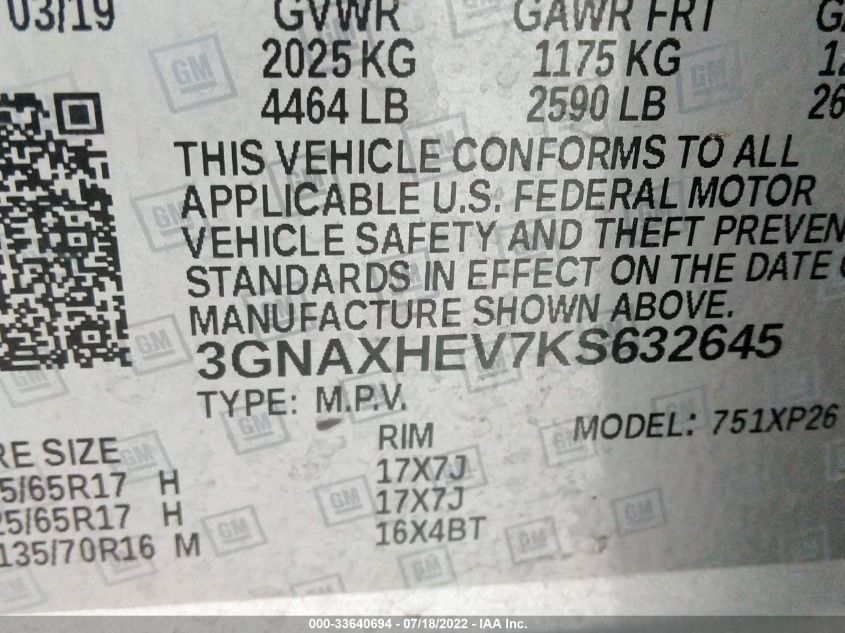 03/19 GVWR GAWR FRT
2025 KG 1175 KG
4464 LB 2590 LB 26
THIS VEHICLE CONFORMS TO ALL
APPLICABLE U.S. FEDERAL MOTOR
VEHICLE SAFETY AND THEFT PREVEN
STANDARDS IN EFFECT ON THE DATE
MANUFACTURE SHOWN ABOVE.
3GNAXHEV7KS632645
TYPE: M.P.V.
MODEL: 751XP26
RE SIZE RIM
5/65R17 H 17X7J
25/65R17 H 17X7J
135/70R16 M 16X4BT
GM
000-33640694 - 07/18/2022 - IAA Inc.